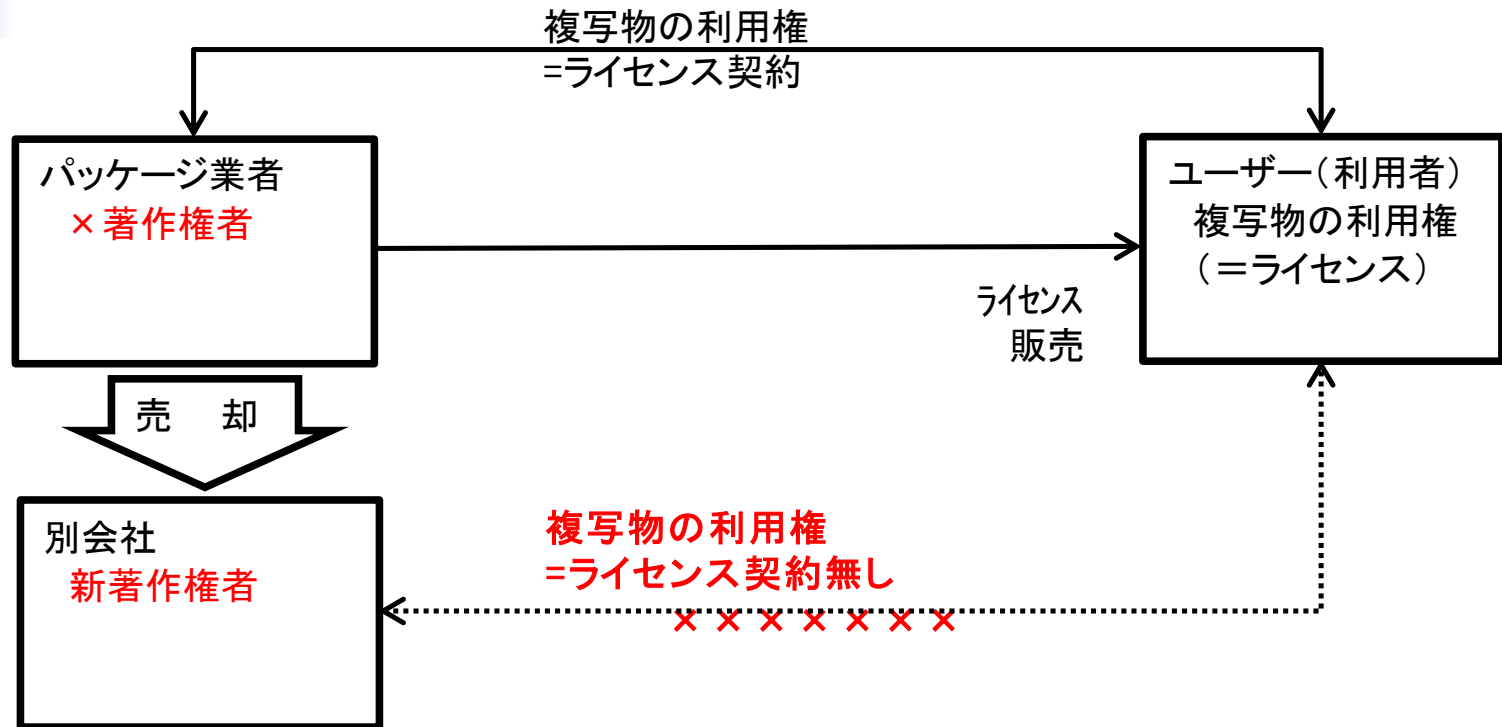 複写物の利用権
=ライセンス契約
パッケージ業者
×著作権者
ユーザー(利用者)
複写物の利用権
(=ライセンス)
ライセンス
販売
売 却
別会社
新著作権者
複写物の利用権
=ライセンス契約無し
×××××××